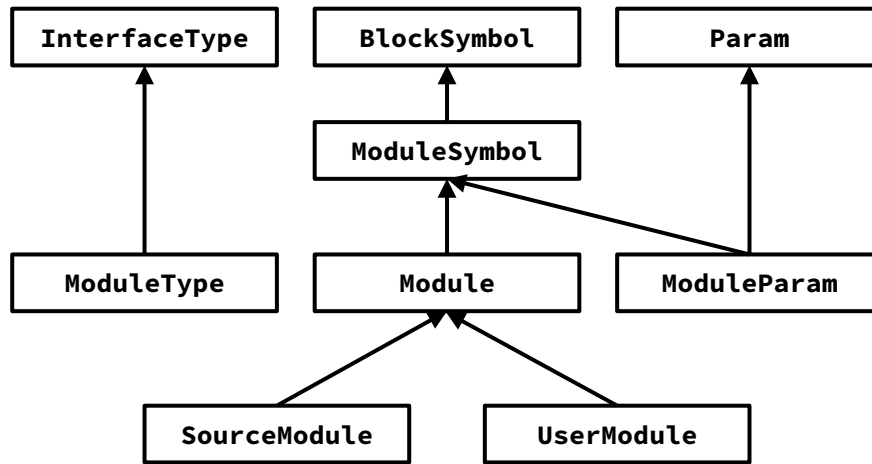 InterfaceType
BlockSymbol
Param
ModuleSymbol
ModuleType
Module
ModuleParam
SourceModule
UserModule